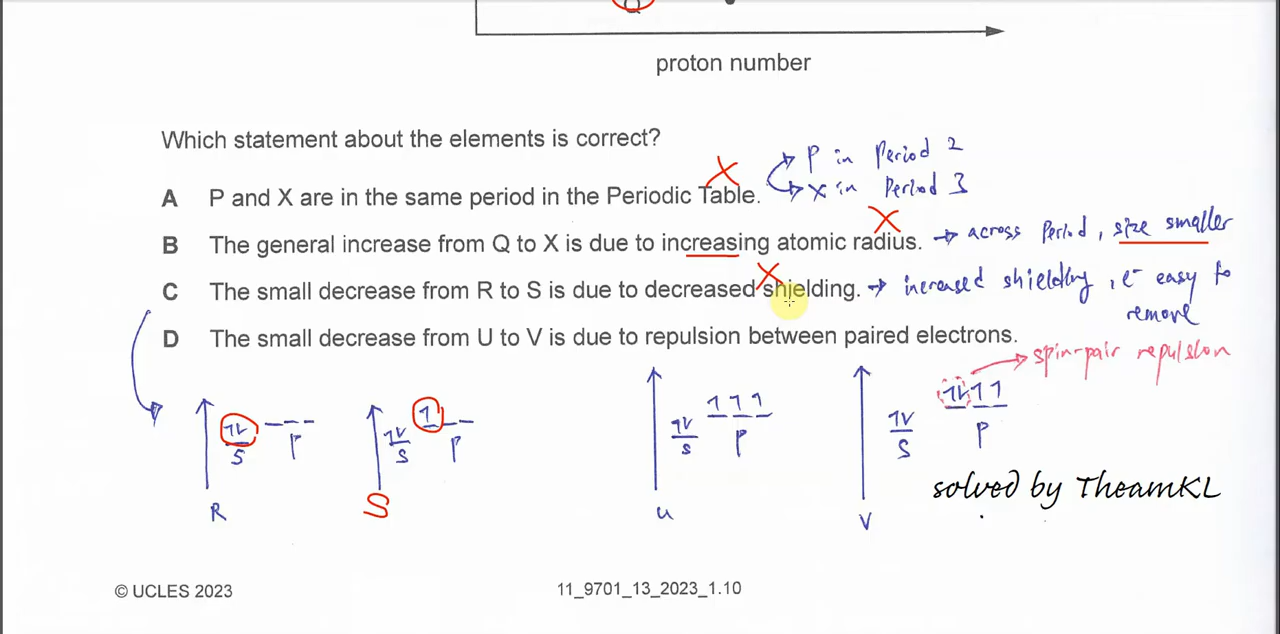 Q
proton number
Which statement about the elements is correct?
A P and X are in the same period in the Periodic Table.
P in Period 2
X in Period 3
B The general increase from Q to X is due to increasing atomic radius. → across Period, size smaller
C The small decrease from R to S is due to decreased shielding. → increased shielding, e⁻ easy to
remove
D The small decrease from U to V is due to repulsion between paired electrons.
spin-pair repulsion
S P S P S P S P
R S U V
solved by TheamKL
© UCLES 2023 11_9701_13_2023_1.10